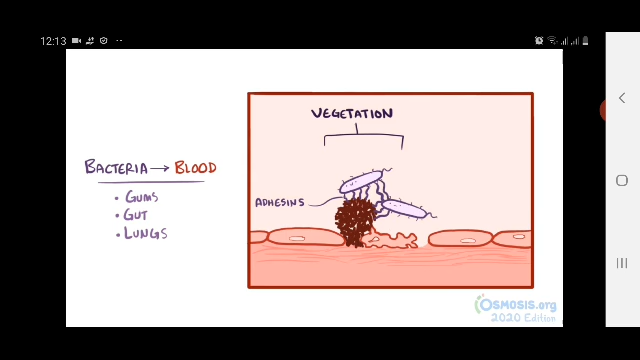 12:13
VEGETATION
BACTERIA → BLOOD
• GUMS
• GUT
• LUNGS
ADHESINS
OSMOSIS.org
2020 Edition